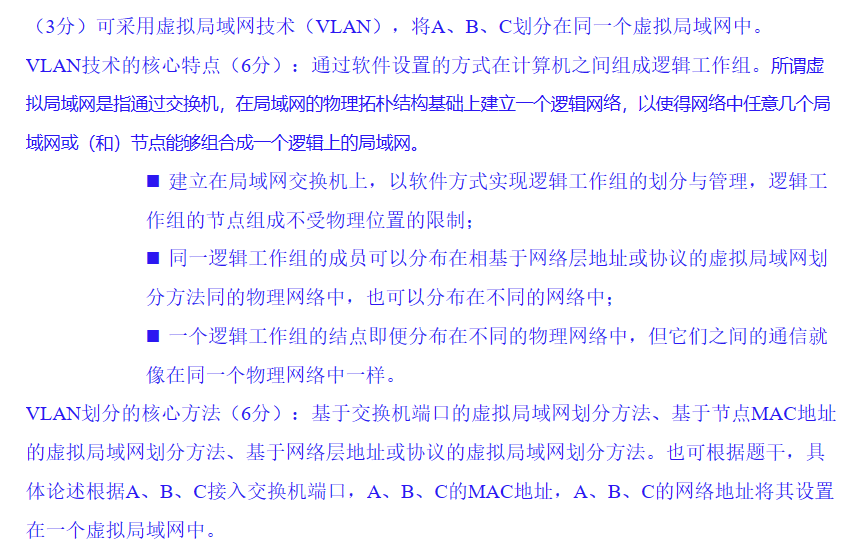 （3分）可采用虚拟局域网技术（VLAN），将A、B、C划分在同一个虚拟局域网中。
VLAN技术的核心特点（6分）：通过软件设置的方式在计算机之间组成逻辑工作组。所谓虚
拟局域网是指通过交换机，在局域网的物理拓朴结构基础上建立一个逻辑网络，以使得网络中任意几个局
域网或（和）节点能够组合成一个逻辑上的局域网。
■ 建立在局域网交换机上，以软件方式实现逻辑工作组的划分与管理，逻辑工
作组的节点组成不受物理位置的限制；
■ 同一逻辑工作组的成员可以分布在相基于网络层地址或协议的虚拟局域网划
分方法同的物理网络中，也可以分布在不同的网络中；
■ 一个逻辑工作组的结点即便分布在不同的物理网络中，但它们之间的通信就
像在同一个物理网络中一样。
VLAN划分的核心方法（6分）：基于交换机端口的虚拟局域网划分方法、基于节点MAC地址
的虚拟局域网划分方法、基于网络层地址或协议的虚拟局域网划分方法。也可根据题干，具
体论述根据A、B、C接入交换机端口，A、B、C的MAC地址，A、B、C的网络地址将其设置
在一个虚拟局域网中。